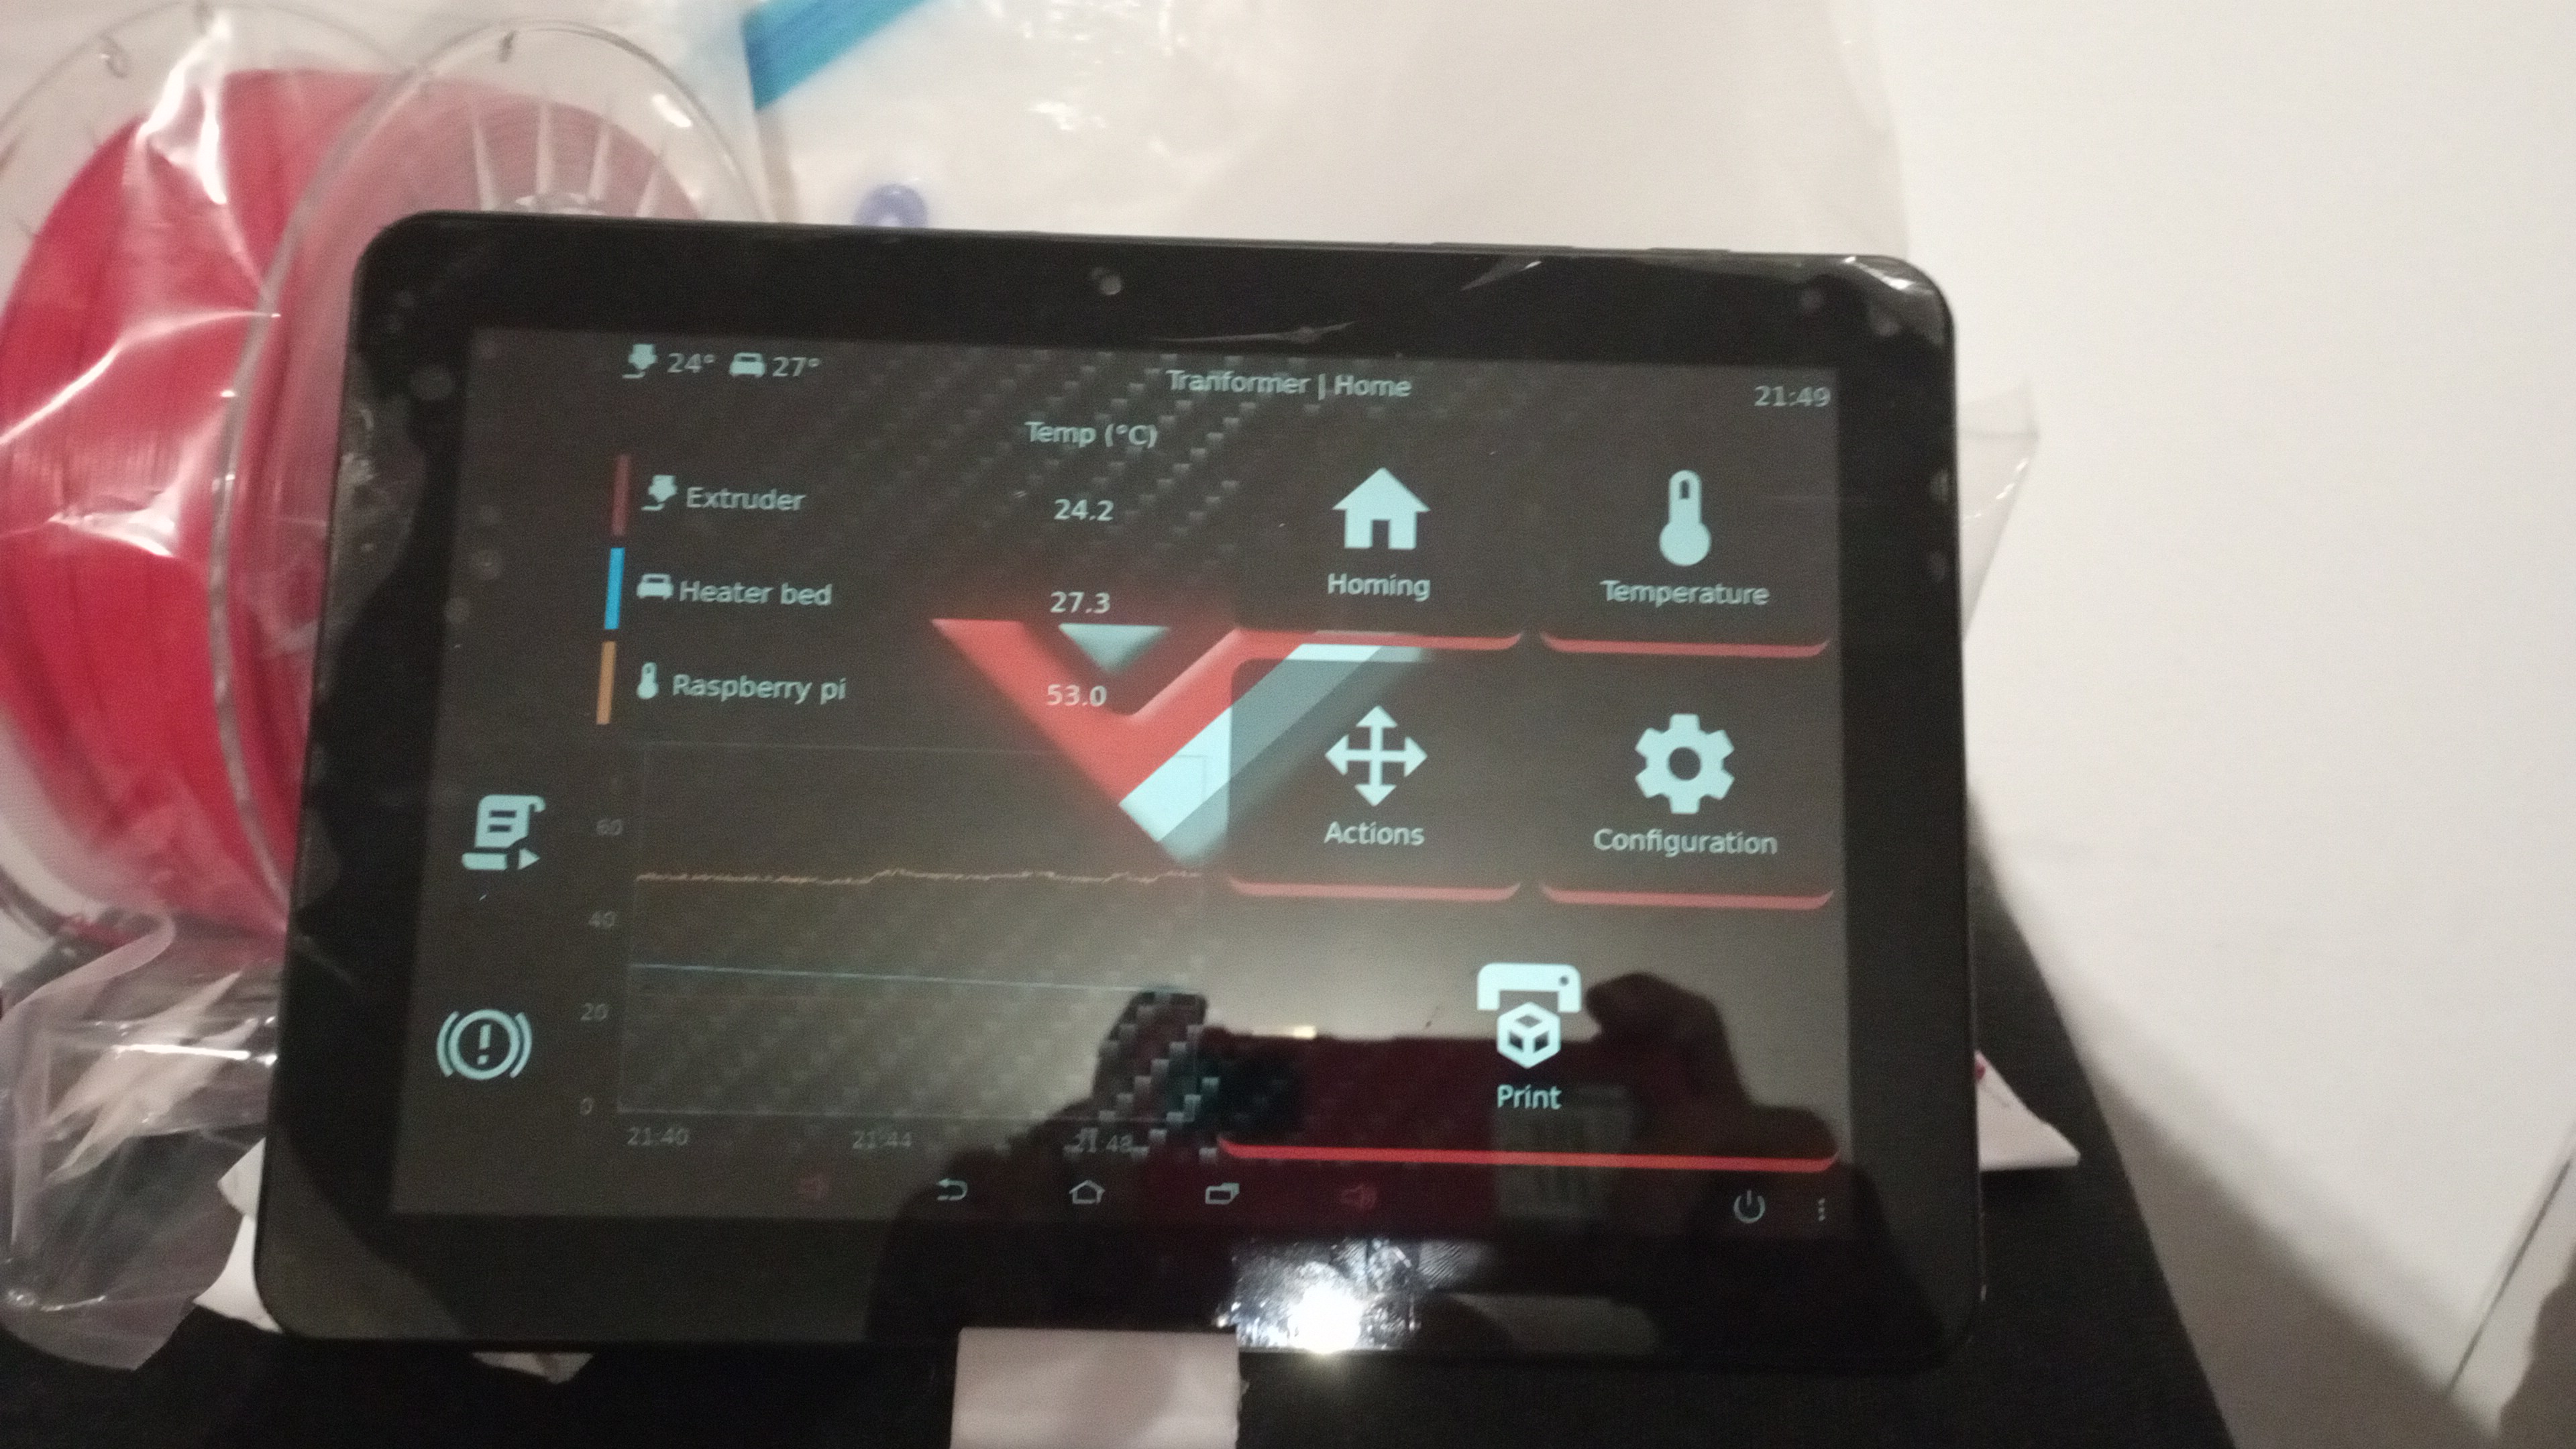 24° 27°
Tranformer | Home
21:49
Temp (°C)
Extruder 24.2
Heater bed 27.3
Raspberry pi 53.0
Homing
Temperature
Actions
Configuration
60
40
20
0
21:40 21:44 21:48
Print